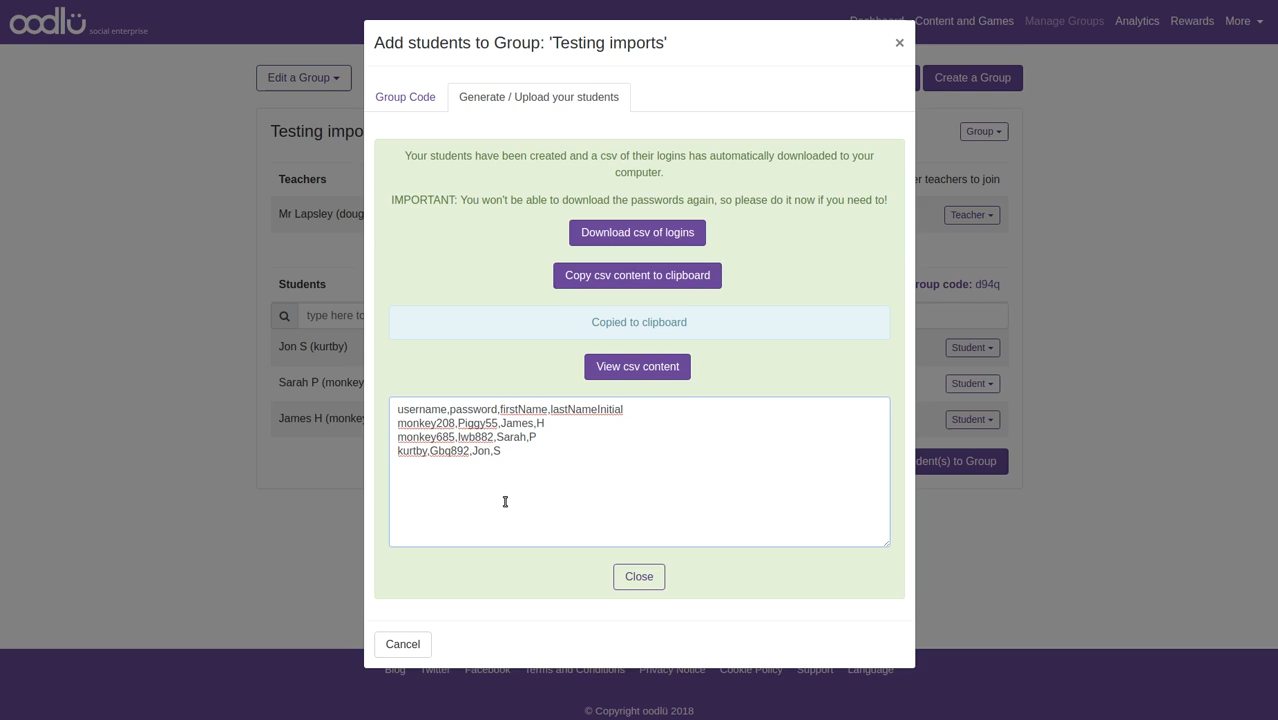 oodlü social enterprise
Dashboard Content and Games Manage Groups Analytics Rewards More
Add students to Group: 'Testing imports'
×
Edit a Group
Create a Group
Group Code
Generate / Upload your students
Testing impo
Group
Your students have been created and a csv of their logins has automatically downloaded to your
computer.
Teachers
er teachers to join
IMPORTANT: You won't be able to download the passwords again, so please do it now if you need to!
Mr Lapsley (doug
Teacher
Download csv of logins
Copy csv content to clipboard
Students
roup code: d94q
type here to
Copied to clipboard
Jon S (kurtby)
Student
View csv content
Sarah P (monkey
Student
username,password,firstName,lastNameInitial
monkey208,Piggy55,James,H
James H (monke
Student
monkey685,Iwb882,Sarah,P
kurtby,Gbq892,Jon,S
dent(s) to Group
Close
Cancel
Blog Twitter Facebook Terms and Conditions Privacy Notice Cookie Policy Support Language
© Copyright oodlü 2018